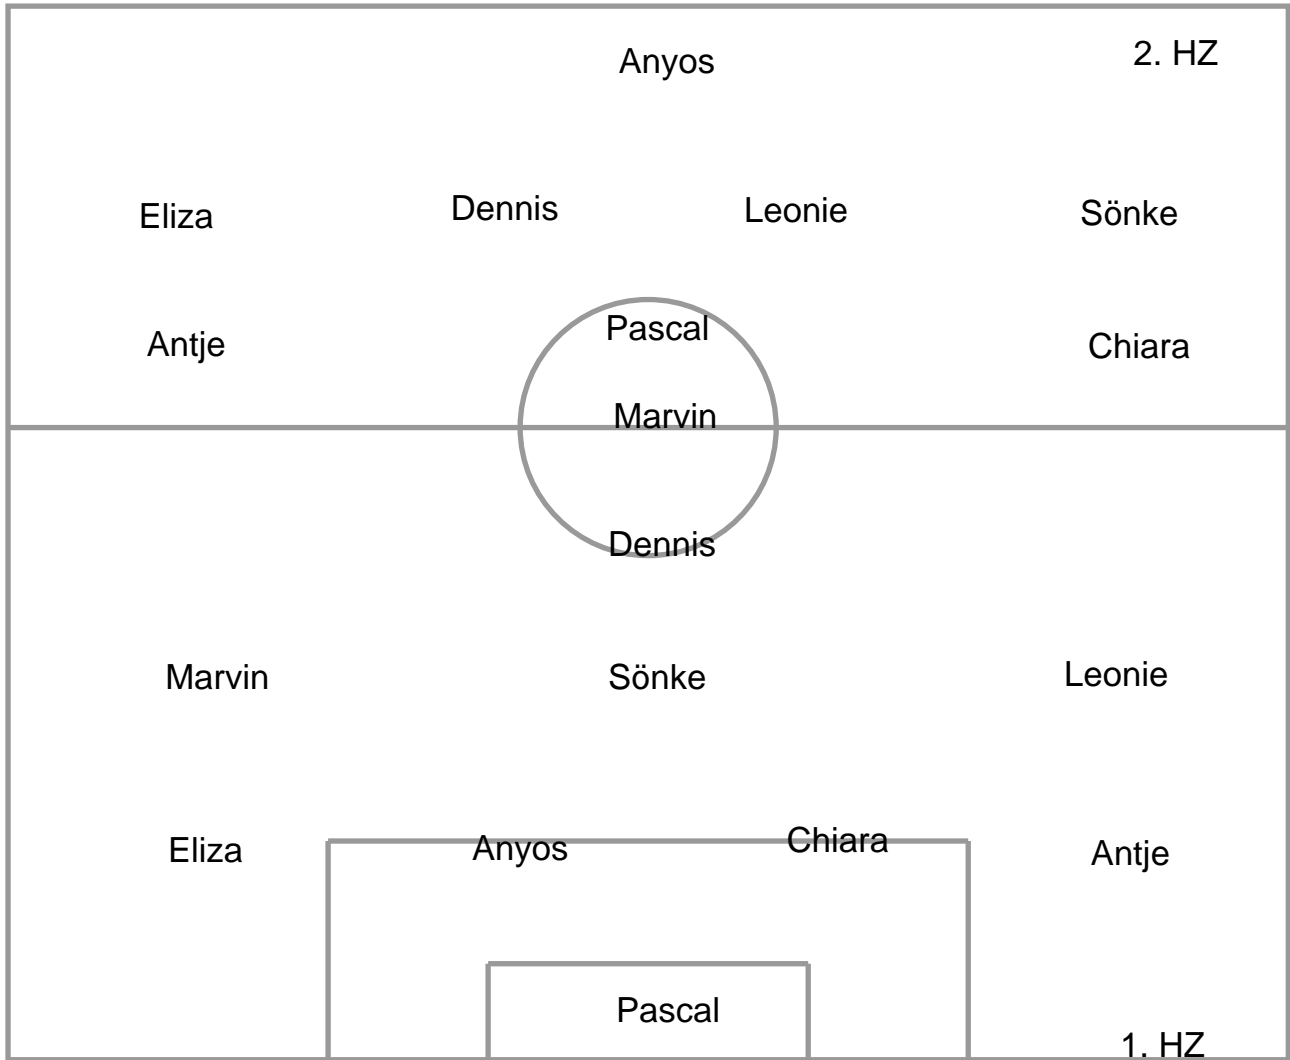 Anyos 2. HZ
Eliza Dennis Leonie Sönke
Antje Pascal Chiara
Marvin
Dennis
Marvin Sönke Leonie
Eliza Anyos Chiara Antje
Pascal
1. HZ